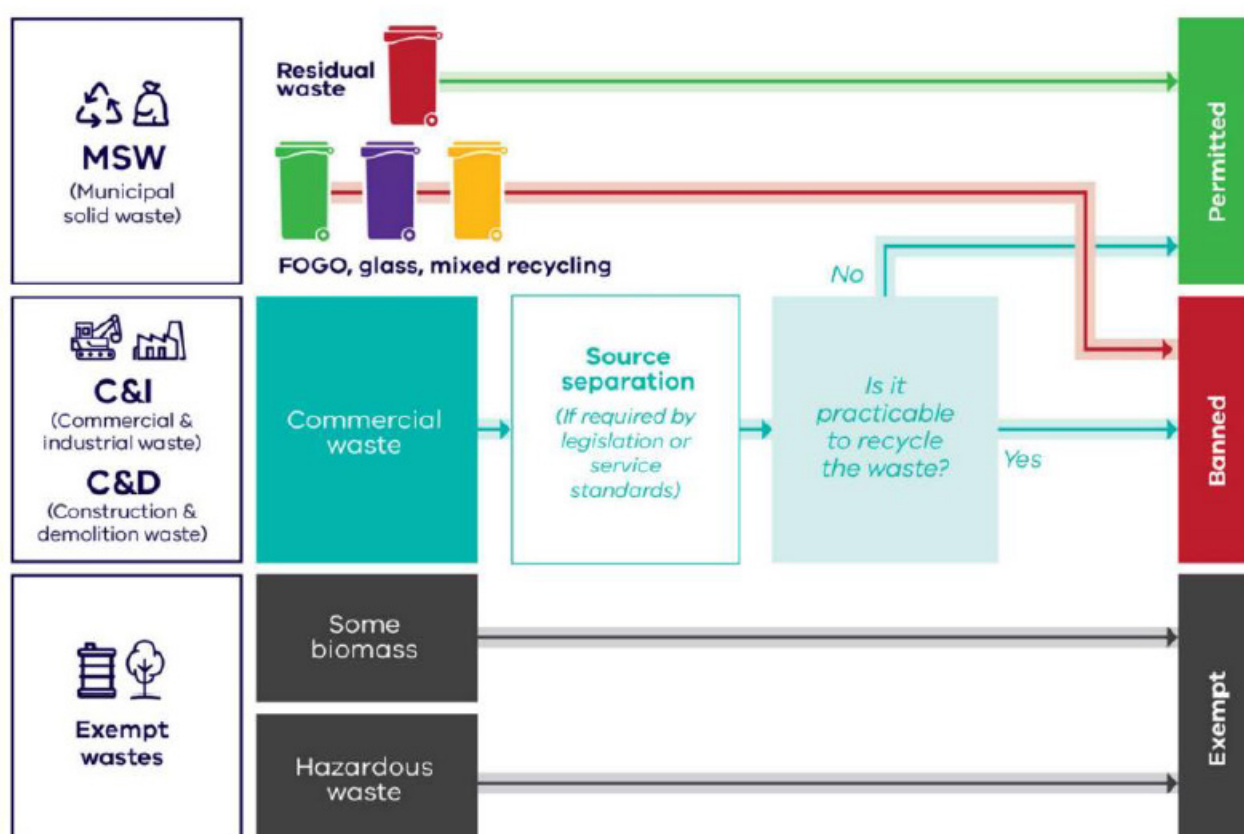 MSW
(Municipal
solid waste)
Residual
waste
FOGO, glass, mixed recycling
Permitted
C&I
(Commercial &
industrial waste)
C&D
(Construction &
demolition waste)
Commercial
waste
Source
separation
(If required by
legislation or
service
standards)
Is it
practicable
to recycle
the waste?
No
Yes
Banned
Exempt
wastes
Some
biomass
Hazardous
waste
Exempt